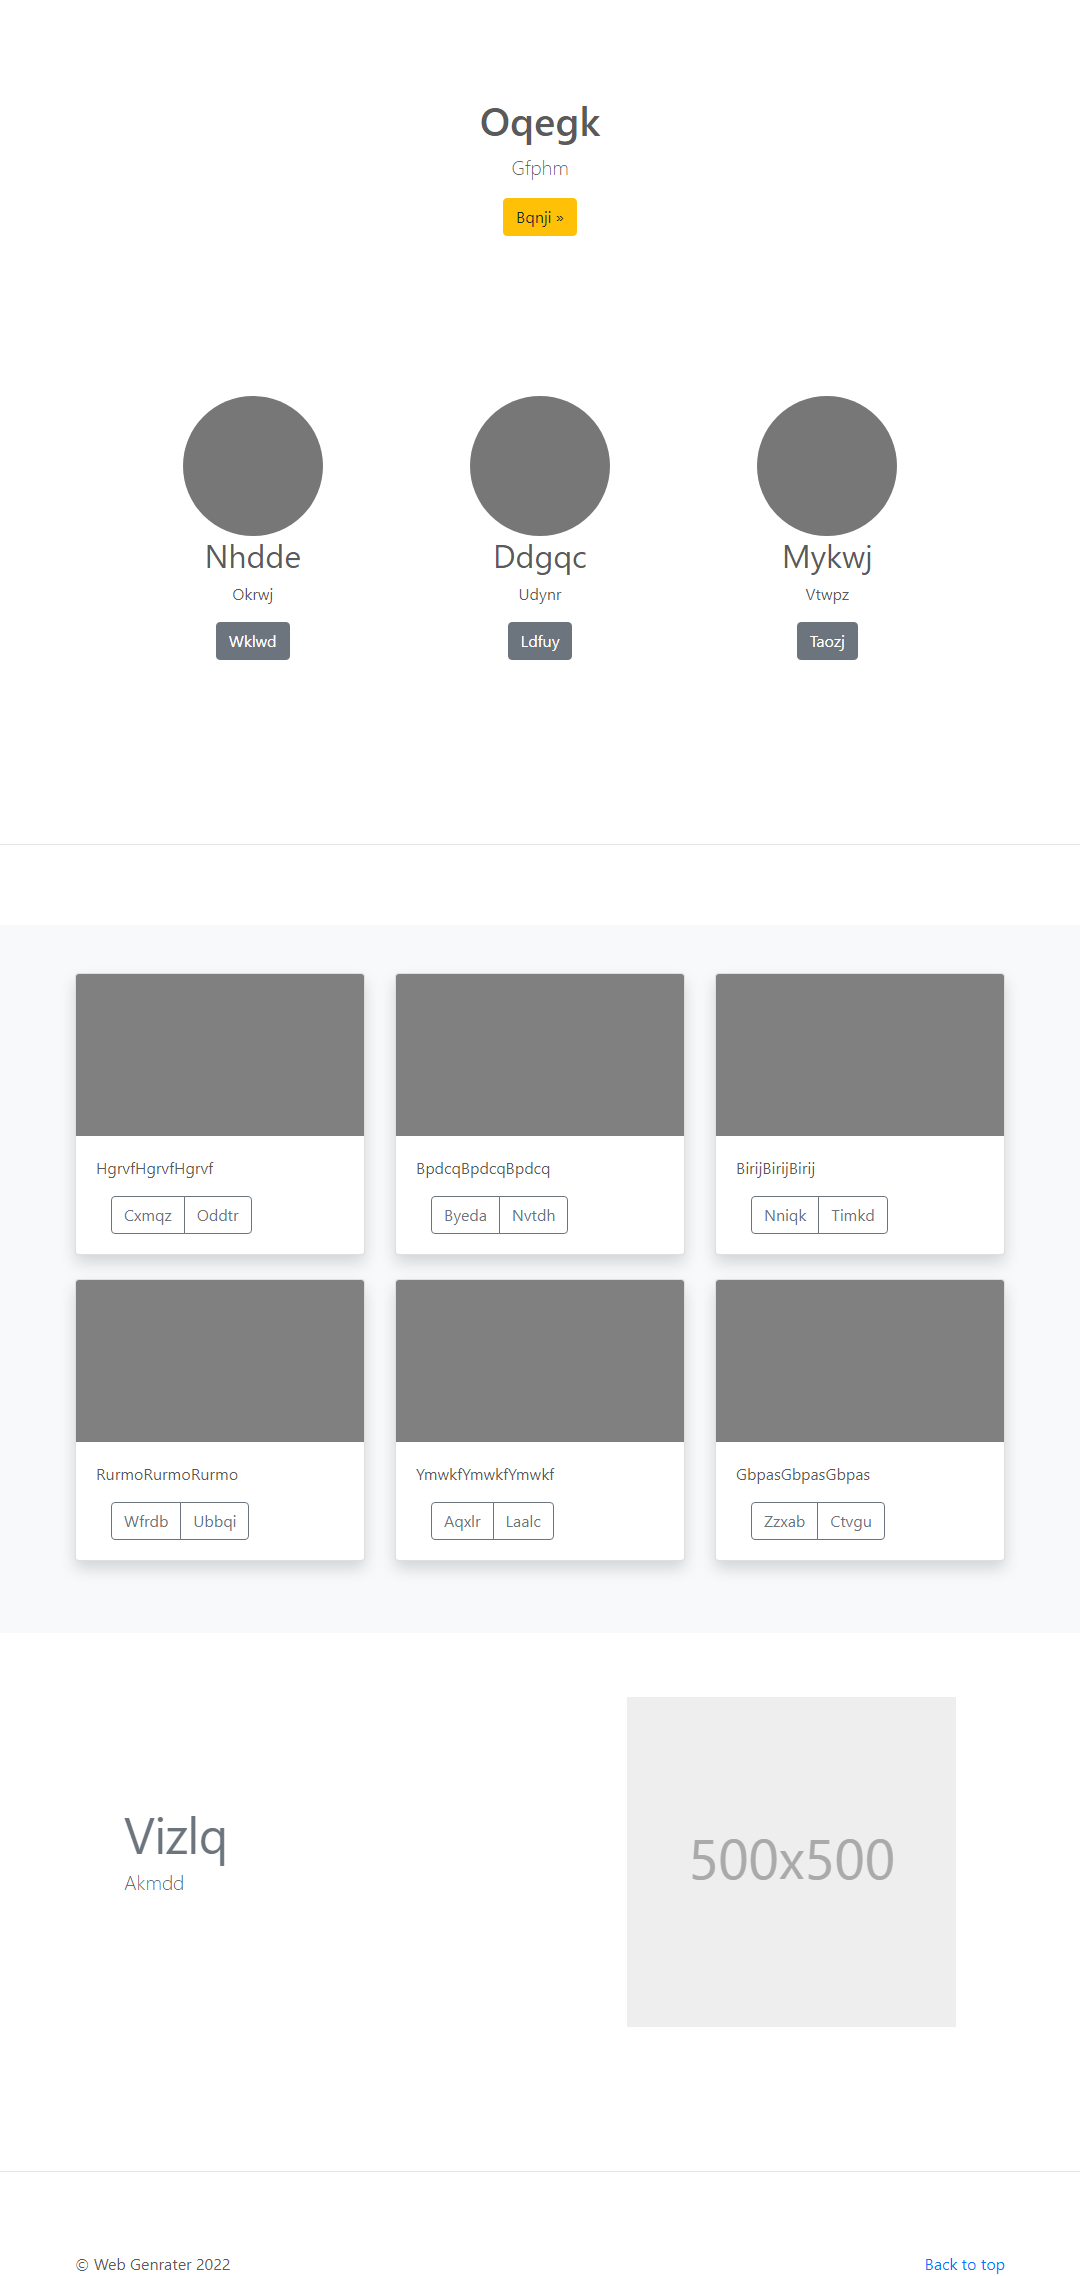 Oqegk
Gfphm
Bqnji »
Nhdde
Ddgqc
Mykwj
Okrwj
Udynr
Vtwpz
Wklwd
Ldfuy
Taozj
HgrvfHgrvfHgrvf
BpdcqBpdcqBpdcq
BirijBirijBirij
Cxmqz Oddtr
Byeda Nvtdh
Nniqk Timkd
RurmoRurmoRurmo
YmwkfYmwkfYmwkf
GbpasGbpasGbpas
Wfrdb Ubbqi
Aqxlr Laalc
Zzxab Ctvgu
Vizlq
Akmdd
500x500
© Web Genrater 2022
Back to top